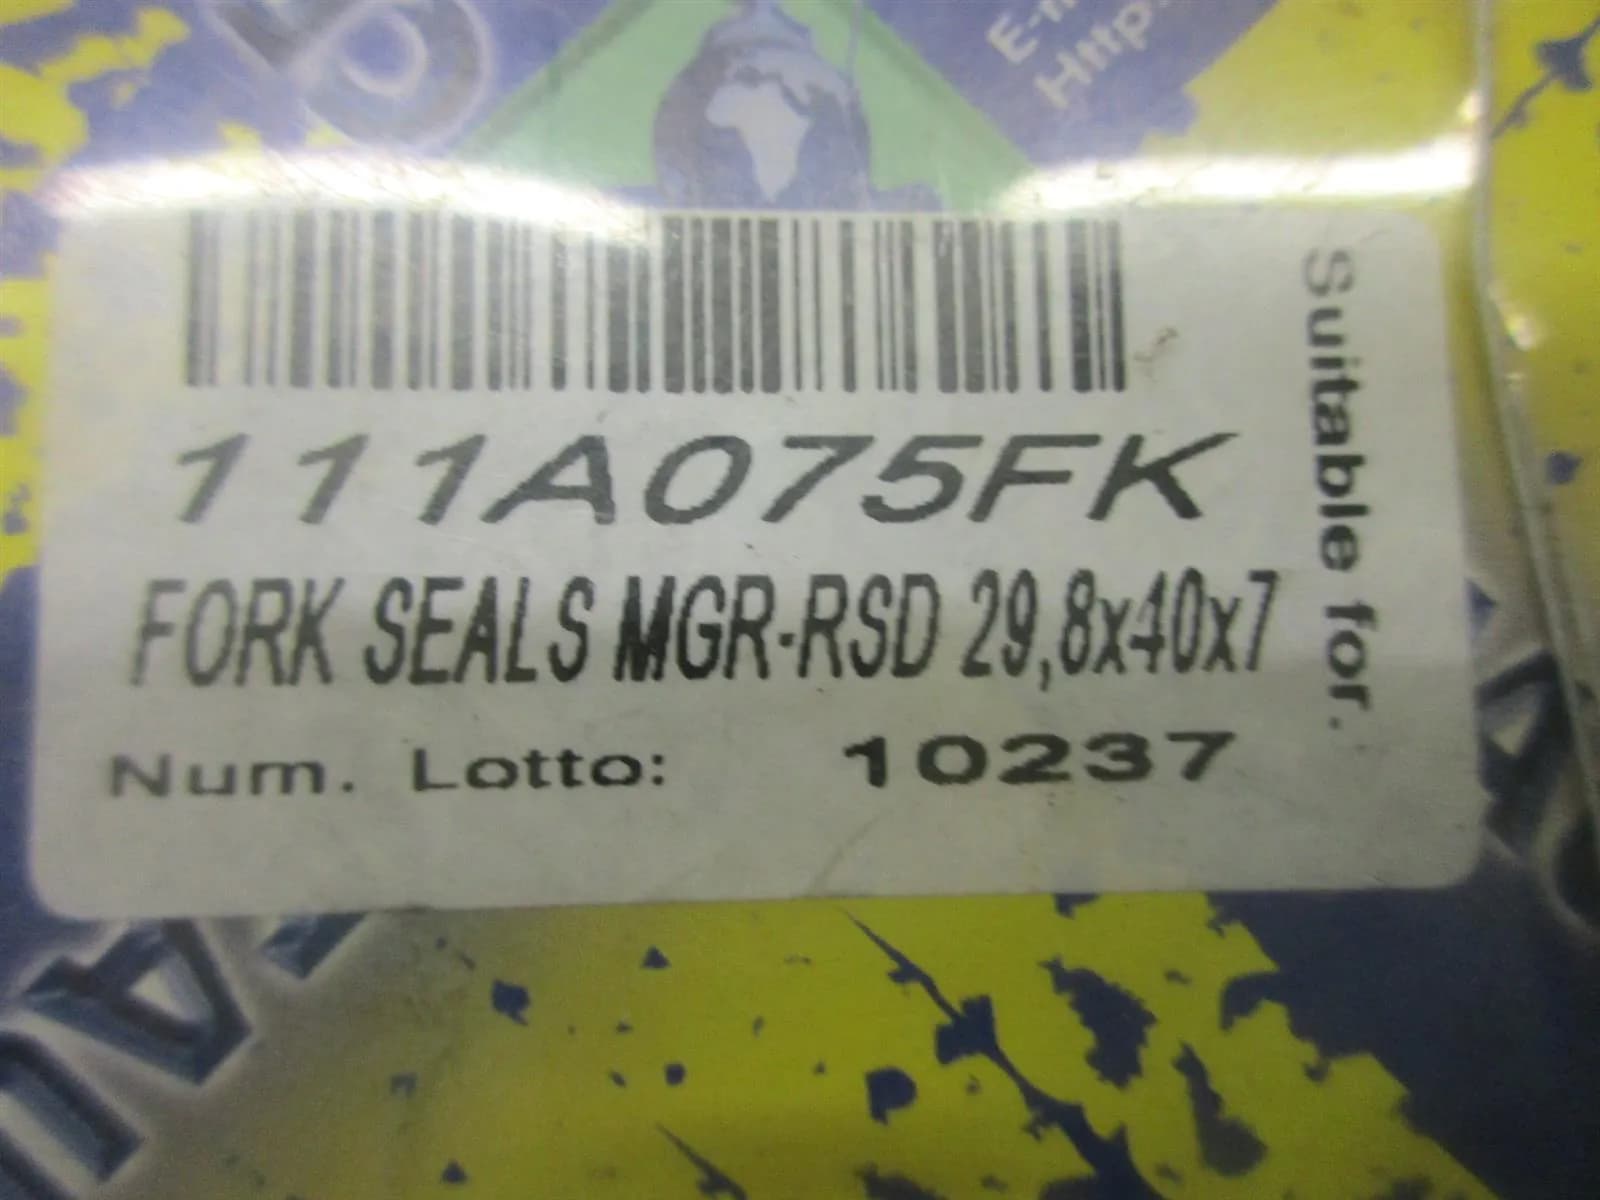 111A075FK
FORK SEALS MGR-RSD 29,8x40x7
Num. Lotto: 10237
Suitable for.